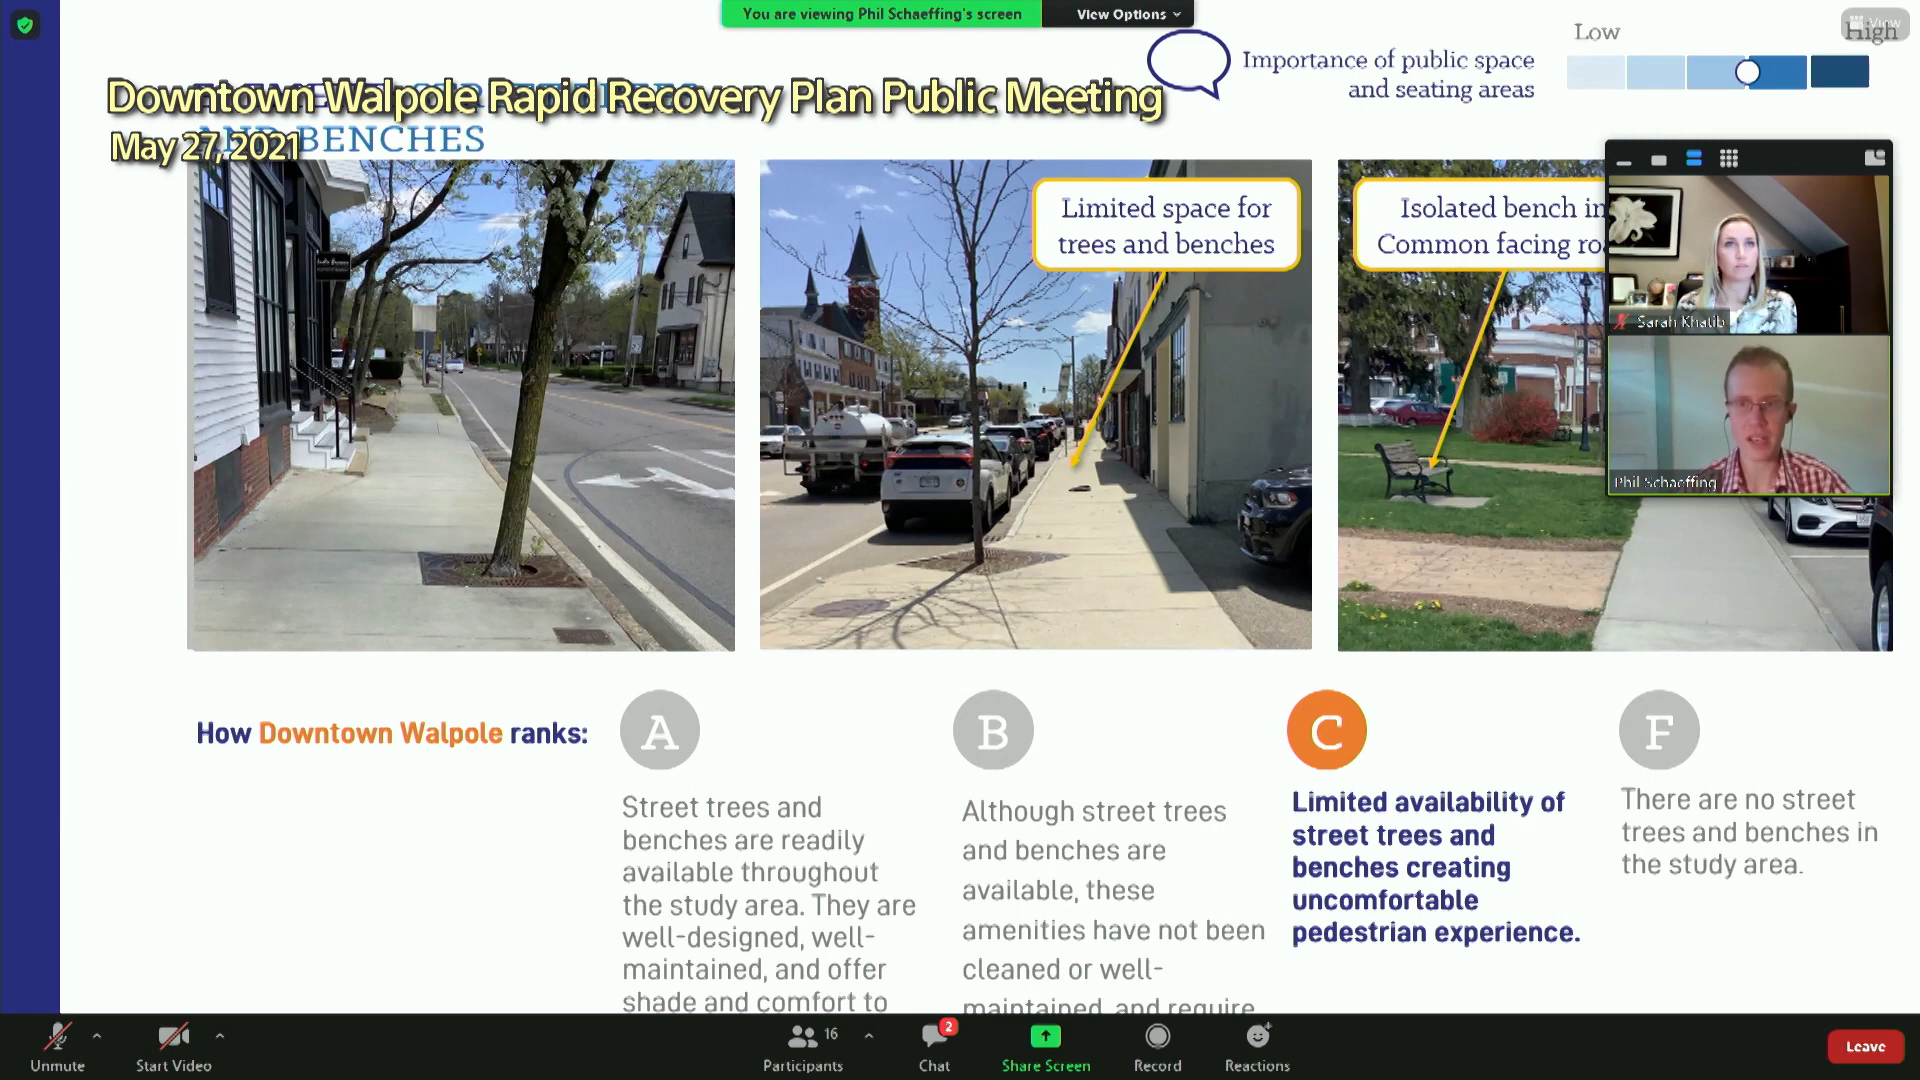 You are viewing Phil Schaeffing's screen
View Options
View
Low
High
Importance of public space
and seating areas
Downtown Walpole Rapid Recovery Plan Public Meeting
AND BENCHES
May 27, 2021
Limited space for
trees and benches
Isolated bench in
Common facing ro
Sarah Khatib
Phil Schaeffing
How Downtown Walpole ranks:
A
B
C
F
Street trees and
benches are readily
available throughout
the study area. They are
well-designed, well-
maintained, and offer
shade and comfort to
Although street trees
and benches are
available, these
amenities have not been
cleaned or well-
maintained, and require
Limited availability of
street trees and
benches creating
uncomfortable
pedestrian experience.
There are no street
trees and benches in
the study area.
Unmute
Start Video
Participants
16
Chat
2
Share Screen
Record
Reactions
Leave